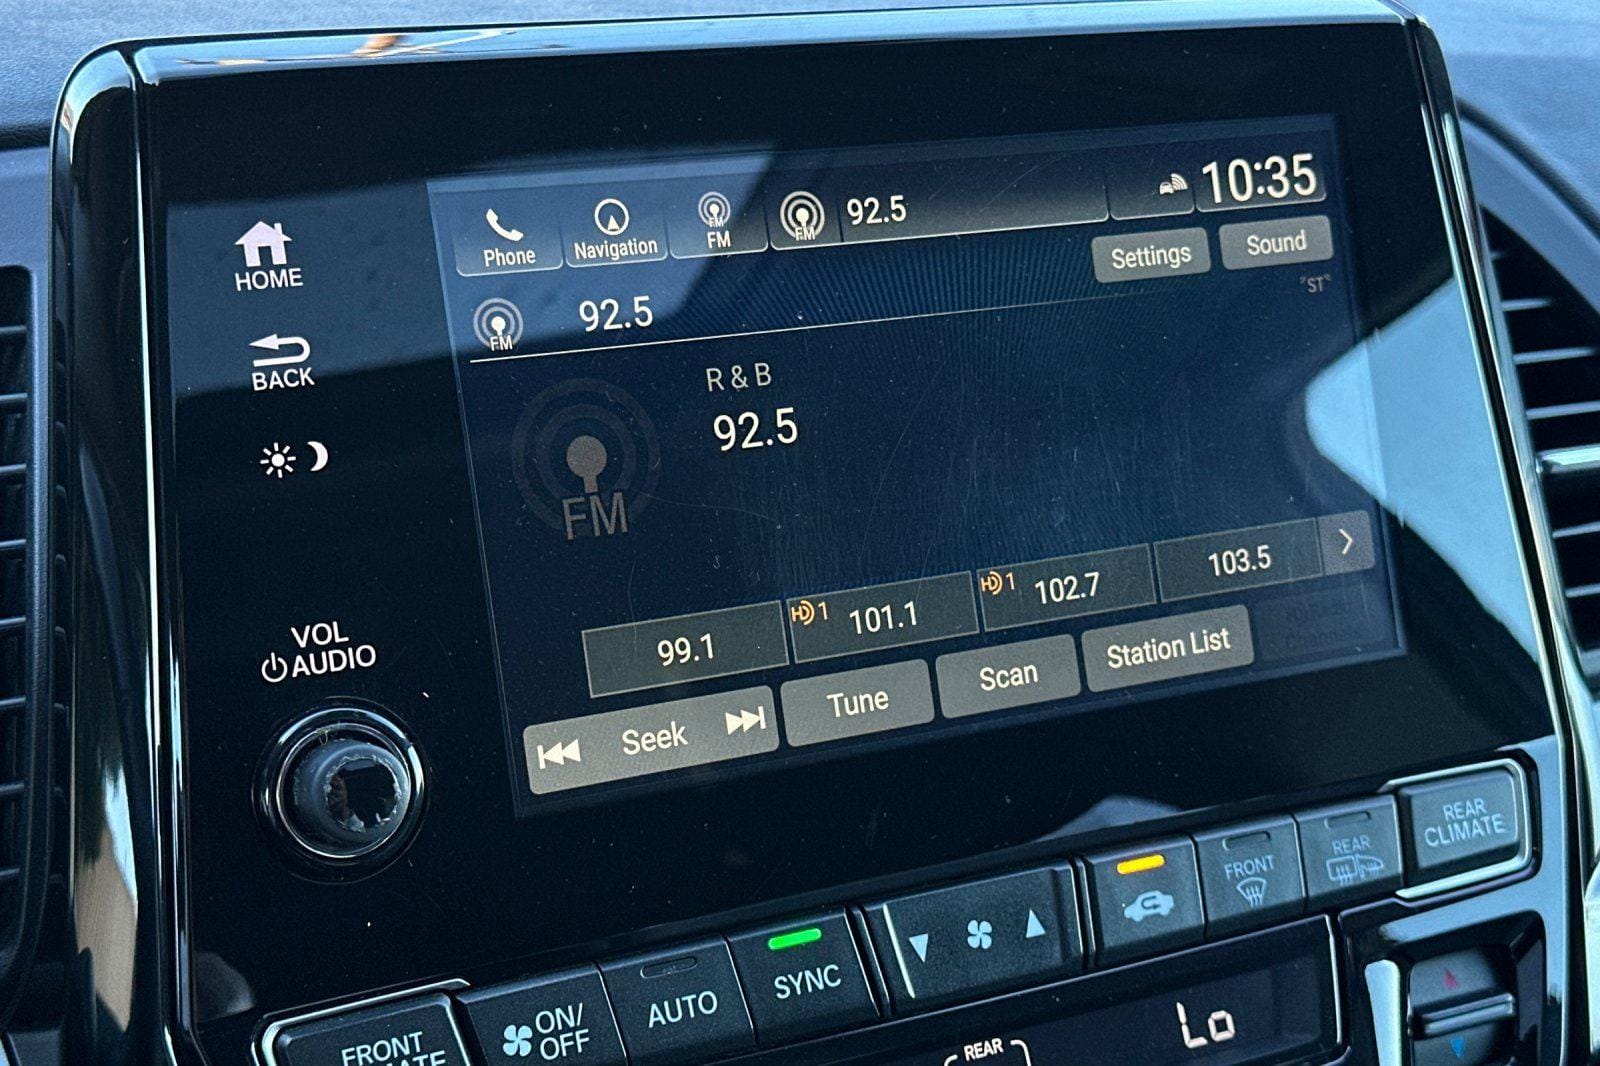 10:35
Phone
Navigation
FM
FM
FM
92.5
HOME
Settings
Sound
FM
92.5
"ST"
BACK
R & B
92.5
FM
99.1
HD 1
101.1
HD 1
102.7
103.5
VOL
AUDIO
Seek
Tune
Scan
Station List
REAR
CLIMATE
FRONT
REAR
SYNC
AUTO
ON/
OFF
FRONT
Lo
REAR